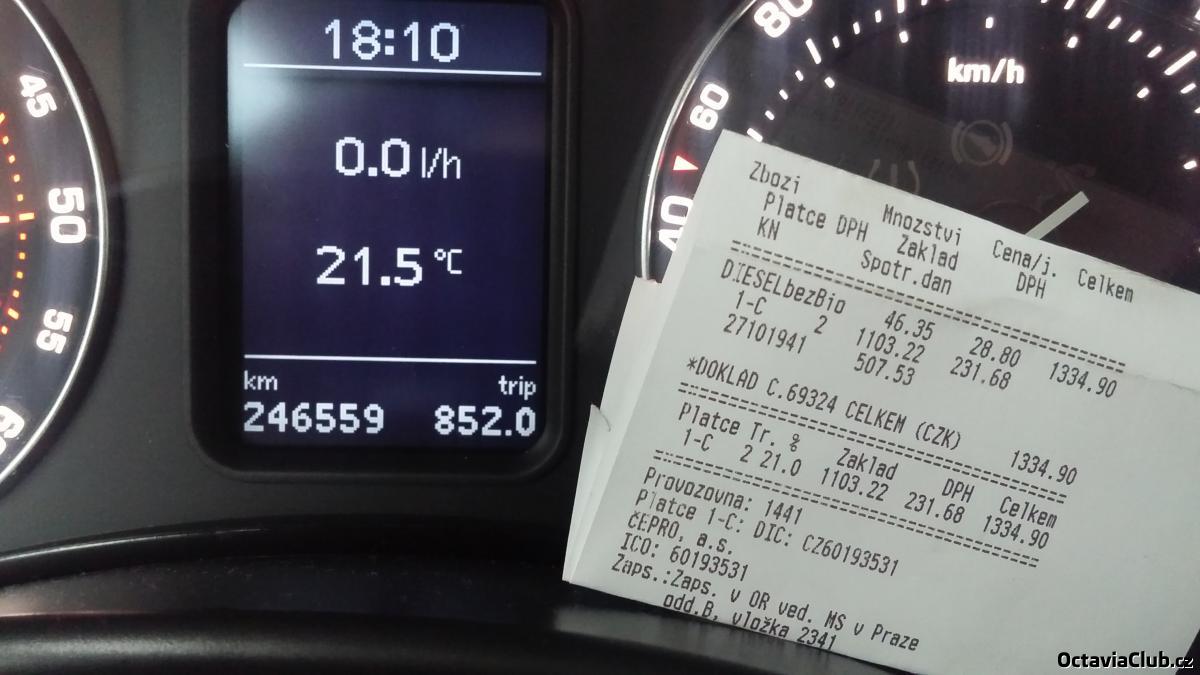 18:10
0.0 l/h
21.5 °C
km trip
246559 852.0
45
50
55
80
60
40
km/h
Zbozi Mnozstvi Cena/j. Celkem
Platce DPH Zaklad DPH
KN Spotr.dan
DIESELbezBio 46.35 28.80 1334.90
1-C 2 1103.22 231.68
27101941 507.53
*DOKLAD C.69324 CELKEM (CZK) 1334.90
Platce Tr. % Zaklad DPH Celkem
1-C 2 21.0 1103.22 231.68 1334.90
Provozovna: 1441
Platce 1-C: DIC: CZ60193531
ČEPRO, a.s.
ICO: 60193531
Zaps.:Zaps. v OR ved. MS v Praze
odd.B, vložka 2341
OctaviaClub.cz